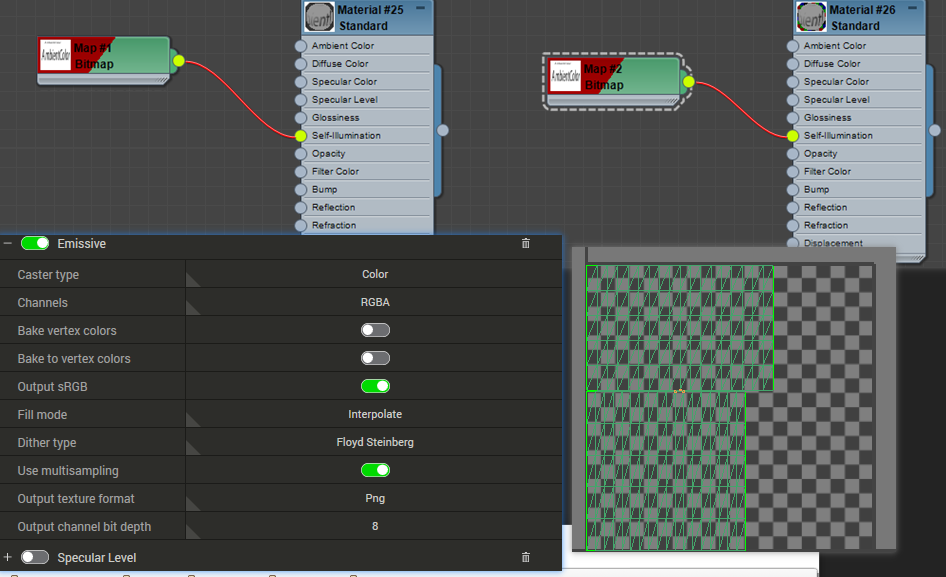 Material #25
Standard
Ambient Color
Diffuse Color
Specular Color
Specular Level
Glossiness
Self-Illumination
Opacity
Filter Color
Bump
Reflection
Refraction
AmbientColor
Map #1
Bitmap
Material #26
Standard
Ambient Color
Diffuse Color
Specular Color
Specular Level
Glossiness
Self-Illumination
Opacity
Filter Color
Bump
Reflection
Refraction
Displacement
AmbientColor
Map #2
Bitmap
Emissive
Caster type Color
Channels RGBA
Bake vertex colors
Bake to vertex colors
Output sRGB
Fill mode Interpolate
Dither type Floyd Steinberg
Use multisampling
Output texture format Png
Output channel bit depth 8
Specular Level